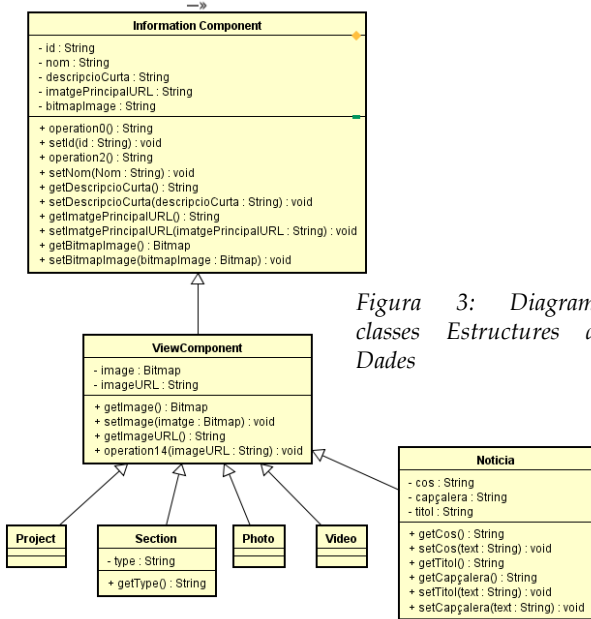 Information Component
- id : String
- nom : String
- descripcioCurta : String
- imatgePrincipalURL : String
- bitmapImage : String
+ operation0() : String
+ setId(id : String) : void
+ operation2() : String
+ setNom(Nom : String) : void
+ getDescripcioCurta() : String
+ setDescripcioCurta(descripcioCurta : String) : void
+ getImatgePrincipalURL() : String
+ setImatgePrincipalURL(imatgePrincipalURL : String) : void
+ getBitmapImage() : Bitmap
+ setBitmapImage(bitmapImage : Bitmap) : void
Figura 3: Diagram
classes Estructures
Dades
ViewComponent
- image : Bitmap
- imageURL : String
+ getImage() : Bitmap
+ setImage(imatge : Bitmap) : void
+ getImageURL() : String
+ operation14(imageURL : String) : void
Noticia
- cos : String
- capçalera : String
- titol : String
+ getCos() : String
+ setCos(text : String) : void
+ getTitol() : String
+ getCapçalera() : String
+ setTitol(text : String) : void
+ setCapçalera(text : String) : void
Project
Section
- type : String
+ getType() : String
Photo
Video